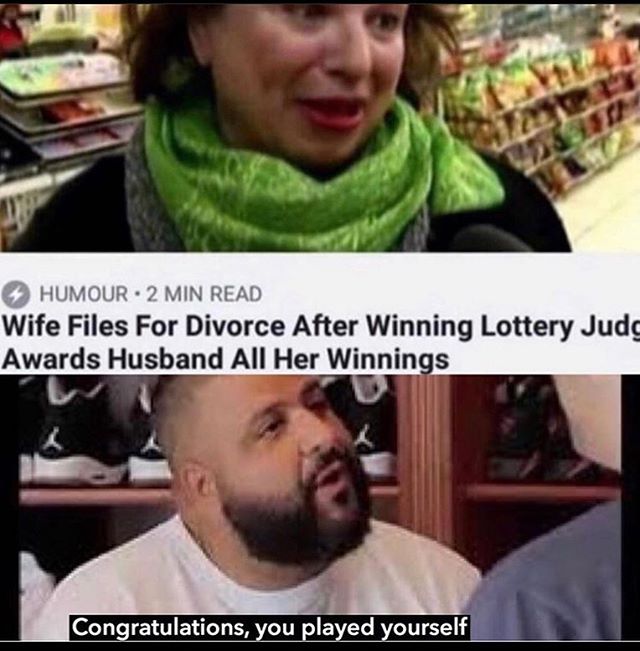 HUMOUR • 2 MIN READ
Wife Files For Divorce After Winning Lottery Judg
Awards Husband All Her Winnings
Congratulations, you played yourself